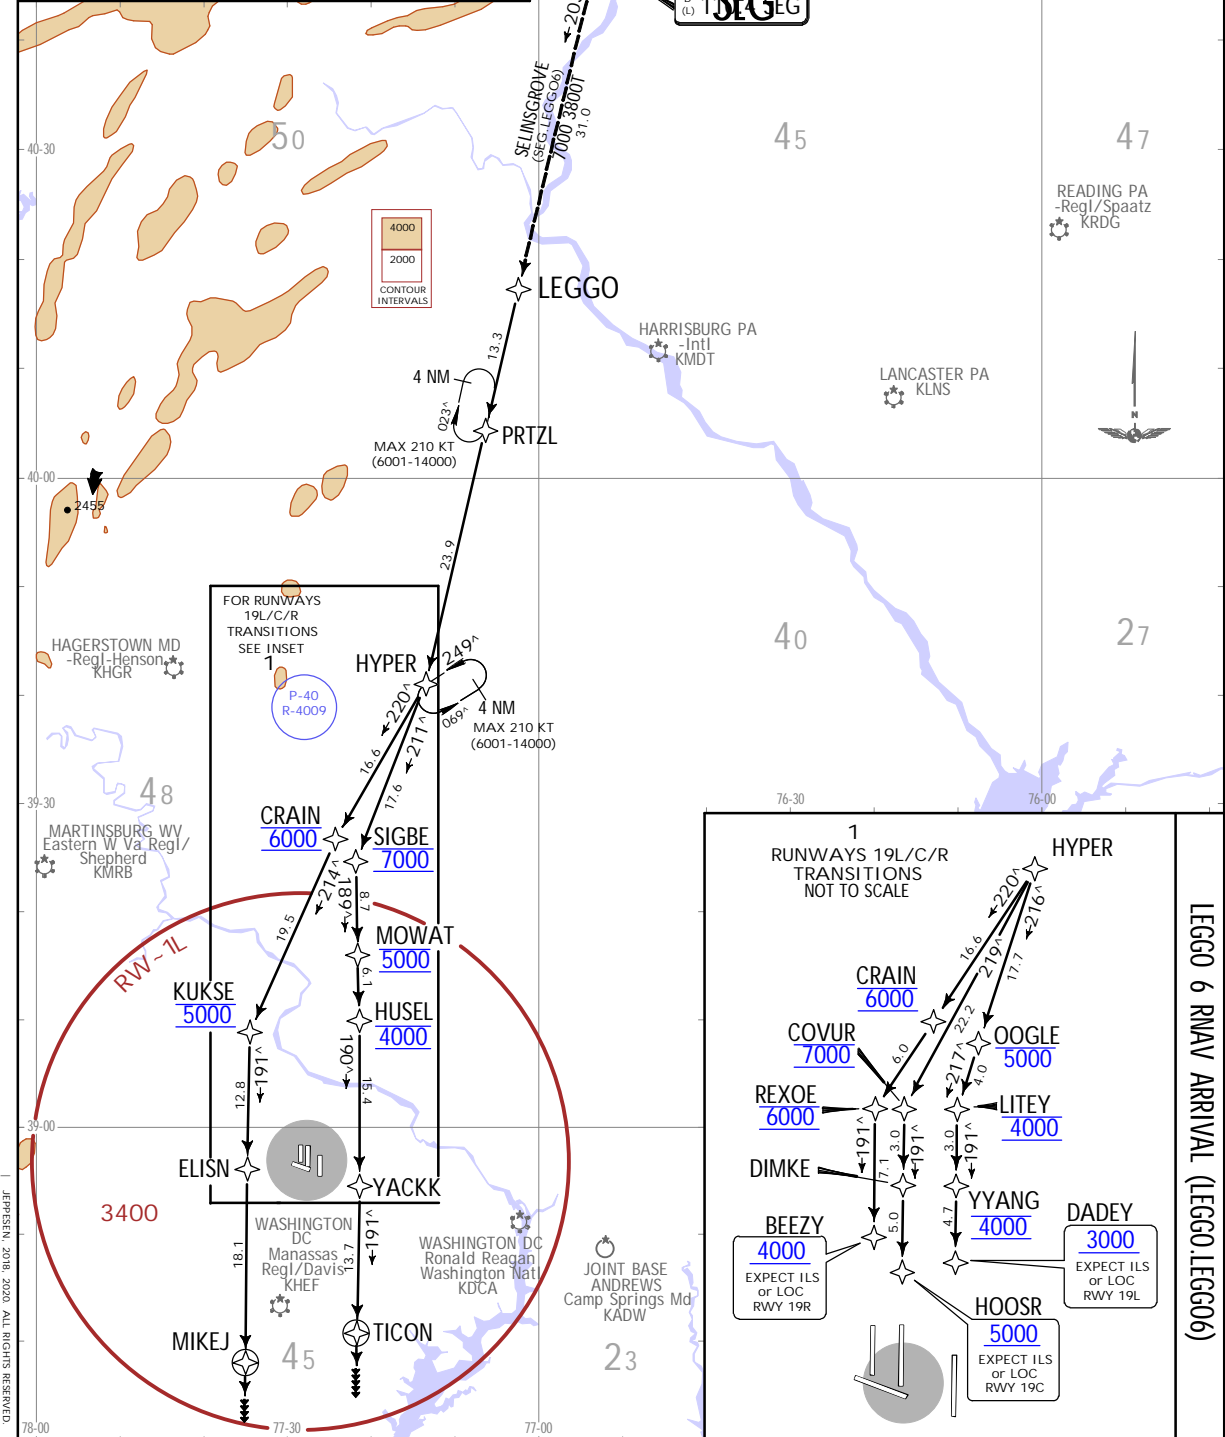 (L) 110.4 SEG
SEG
SELINSGROVE
(SEG.LEGGO6)
7000 3800T
31.0
50
45
47
40-30
READING PA
-Regl/Spaatz
KRDG
4000
2000
CONTOUR
INTERVALS
LEGGO
13.3
HARRISBURG PA
-Intl
KMDT
LANCASTER PA
KLNS
N
4 NM
023^
PRTZL
MAX 210 KT
(6001-14000)
40-00
2455
23.9
FOR RUNWAYS
19L/C/R
TRANSITIONS
SEE INSET
1
HAGERSTOWN MD
-Regl-Henson
KHGR
P-40
R-4009
HYPER
249^
069^
4 NM
MAX 210 KT
(6001-14000)
40
27
220^
211^
16.6
17.6
48
39-30
76-30
76-00
MARTINSBURG WV
Eastern W Va Regl/
Shepherd
KMRB
CRAIN
6000
SIGBE
7000
214^
189^
8.7
19.5
MOWAT
5000
6.1
RW-1L
KUKSE
5000
HUSEL
4000
191^
190^
12.8
15.4
39-00
ELISN
YACKK
3400
18.1
13.7
191^
WASHINGTON
DC
Manassas
Regl/Davis
KHEF
WASHINGTON DC
Ronald Reagan
Washington Natl
KDCA
JOINT BASE
ANDREWS
Camp Springs Md
KADW
MIKEJ
TICON
45
23
78-00
77-30
77-00
1
RUNWAYS 19L/C/R
TRANSITIONS
NOT TO SCALE
HYPER
220^
216^
16.6
219^
17.7
CRAIN
6000
22.2
COVUR
7000
6.0
OOGLE
5000
217^
4.0
REXOE
6000
LITEY
4000
191^
3.0
191^
3.0
191^
7.1
DIMKE
YYANG
4000
BEEZY
4000
EXPECT ILS
or LOC
RWY 19R
5.0
4.7
DADEY
3000
EXPECT ILS
or LOC
RWY 19L
HOOSR
5000
EXPECT ILS
or LOC
RWY 19C
LEGGO 6 RNAV ARRIVAL (LEGGO.LEGGO6)
JEPPESEN, 2018, 2020. ALL RIGHTS RESERVED.